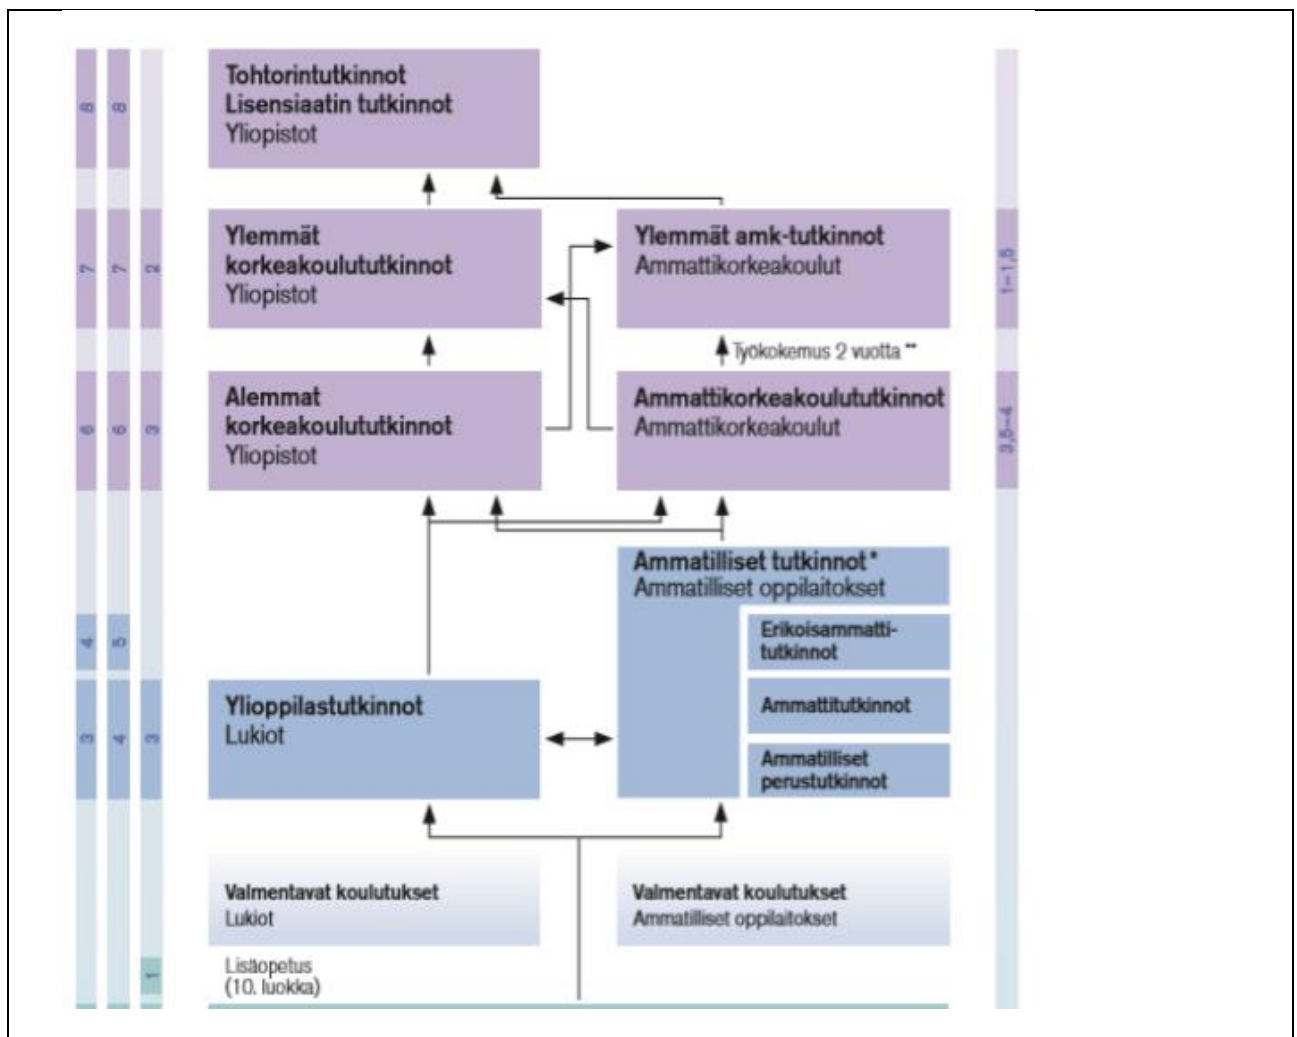 8
8
Tohtorintutkinnot
Lisensiaatin tutkinnot
Yliopistot
7
7
2
Ylemmät
korkeakoulututkinnot
Yliopistot
Ylemmät amk-tutkinnot
Ammattikorkeakoulut
1–1,5
Työkokemus 2 vuotta **
6
6
3
Alemmat
korkeakoulututkinnot
Yliopistot
Ammattikorkeakoulututkinnot
Ammattikorkeakoulut
3,5–4
Ammatilliset tutkinnot*
Ammatilliset oppilaitokset
4
5
Erikoisammatti-
tutkinnot
3
4
3
Ylioppilastutkinnot
Lukiot
Ammattitutkinnot
Ammatilliset
perustutkinnot
Valmentavat koulutukset
Lukiot
Valmentavat koulutukset
Ammatilliset oppilaitokset
1
Lisäopetus
(10. luokka)